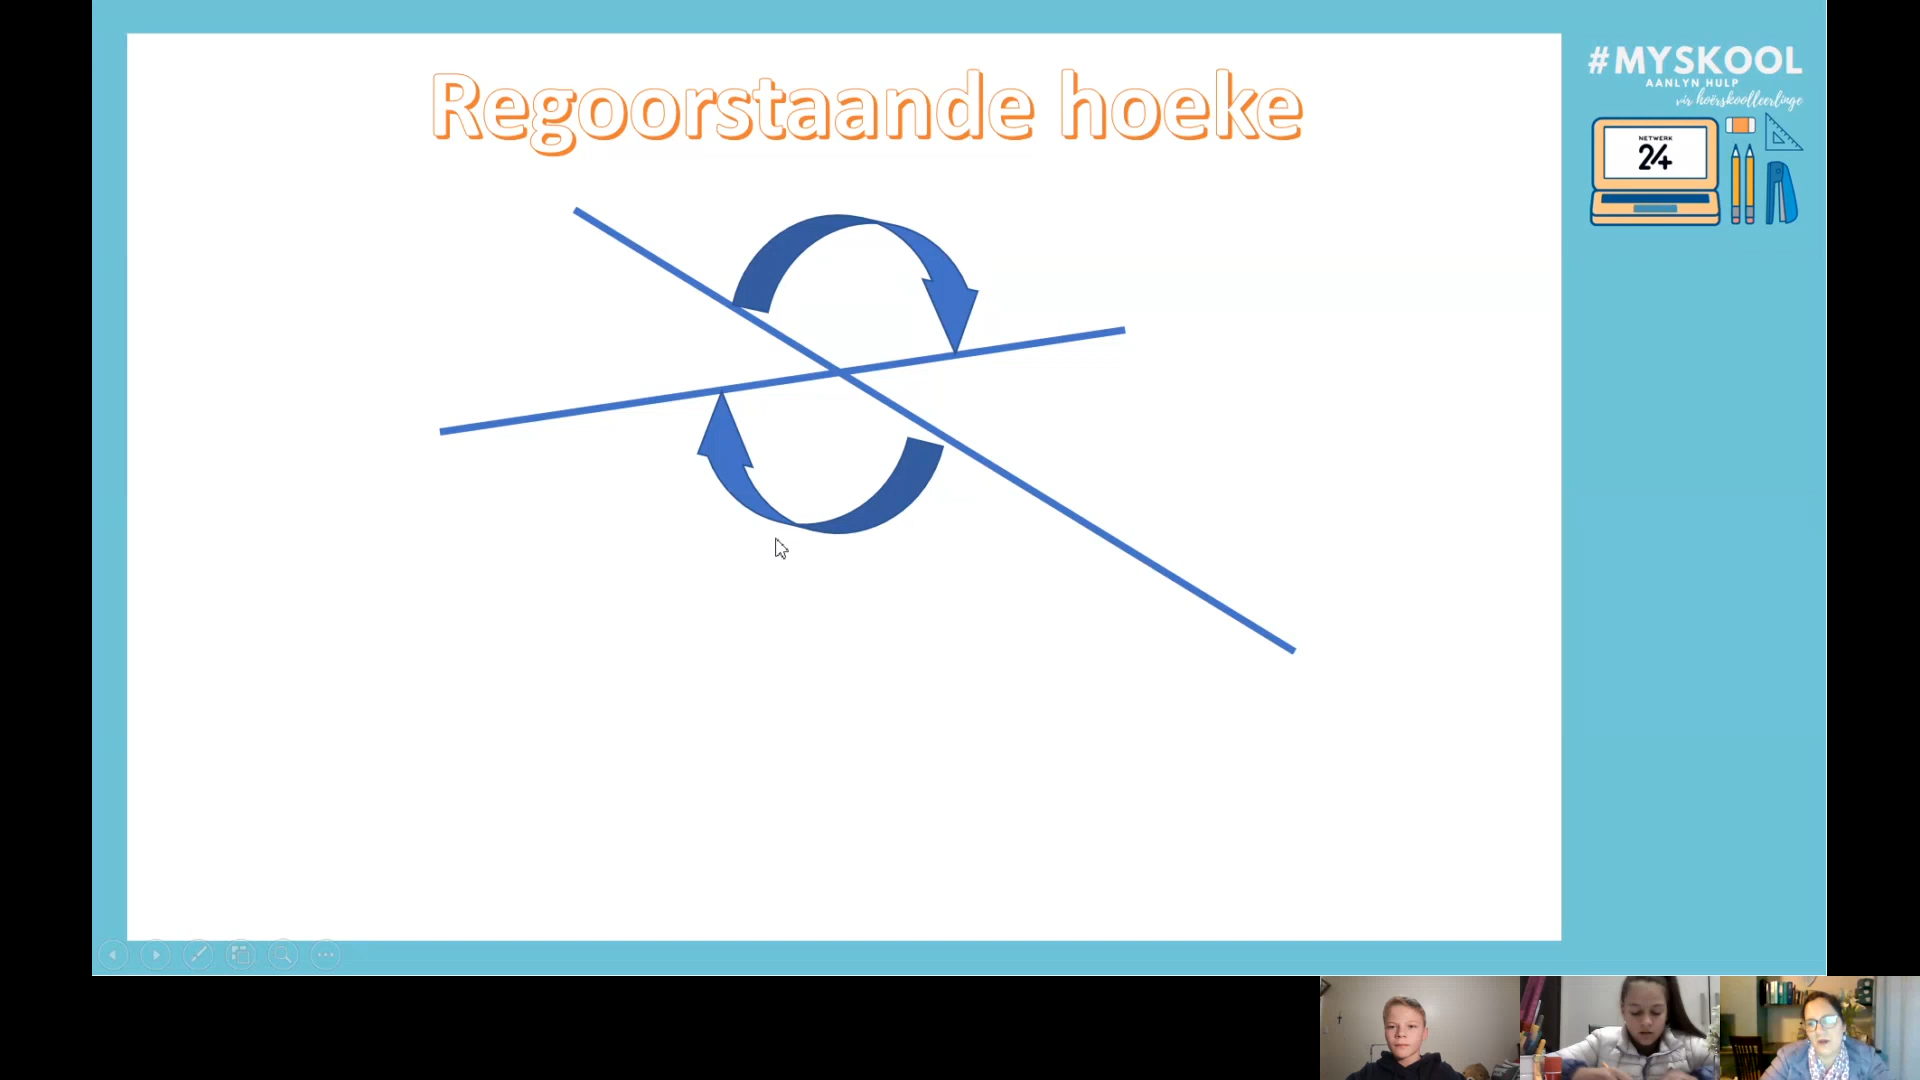 Regoorstaande hoeke
#MYSKOOL
AANLYN HULP
vir hoërskoolleerlinge
NETWERK
24